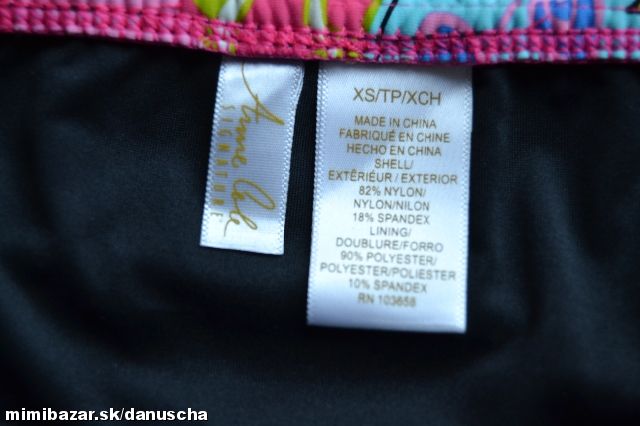 Anne Cole
SIGNATURE
XS/TP/XCH
MADE IN CHINA
FABRIQUÉ EN CHINE
HECHO EN CHINA
SHELL/
EXTÉRIEUR / EXTERIOR
82% NYLON/
NYLON/NILON
18% SPANDEX
LINING/
DOUBLURE/FORRO
90% POLYESTER/
POLYESTER/POLIESTER
10% SPANDEX
RN 103658
mimibazar.sk/danuscha